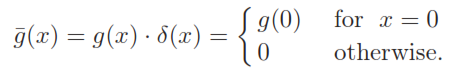 ḡ(x) = g(x) · δ(x) = { g(0) for x = 0
0 otherwise.